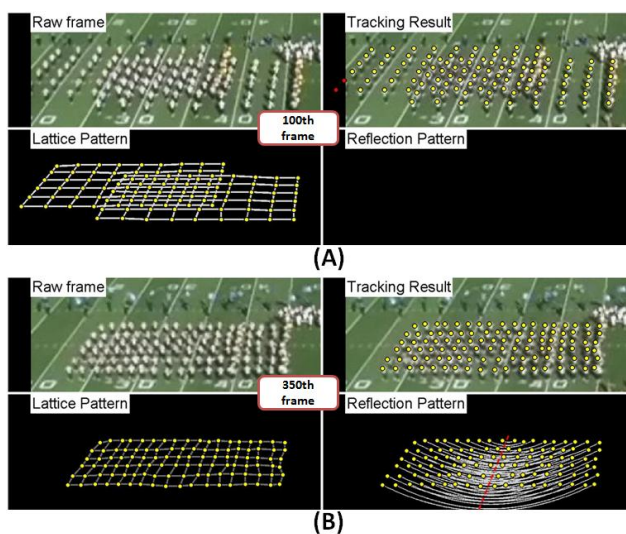 Raw frame
Tracking Result
100th
frame
Lattice Pattern
Reflection Pattern
(A)
Raw frame
Tracking Result
350th
frame
Lattice Pattern
Reflection Pattern
(B)